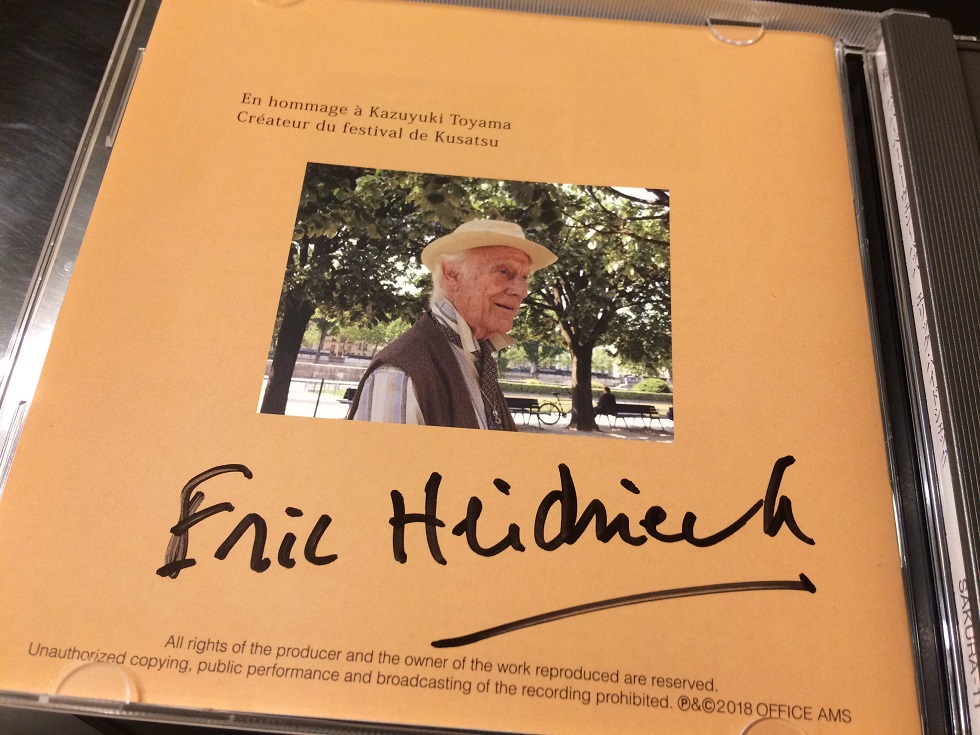 En hommage à Kazuyuki Toyama
Créateur du festival de Kusatsu
Eric Heidsieck
All rights of the producer and the owner of the work reproduced are reserved.
Unauthorized copying, public performance and broadcasting of the recording prohibited. ℗&©2018 OFFICE AMS